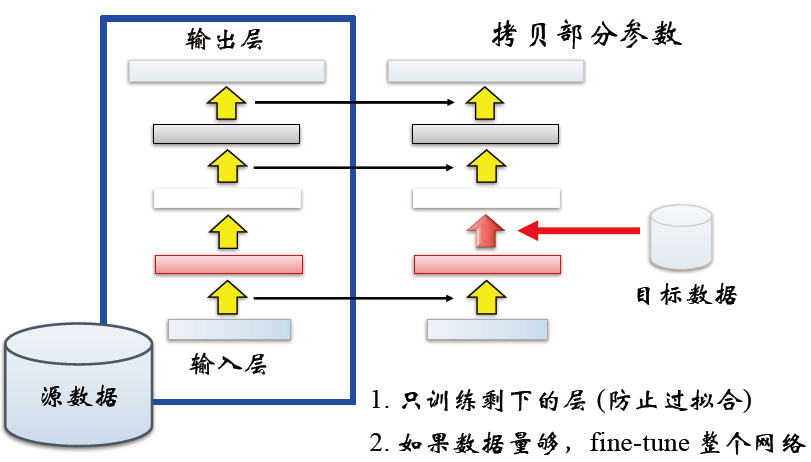 输出层
拷贝部分参数
目标数据
输入层
源数据
1. 只训练剩下的层 (防止过拟合)
2. 如果数据量够，fine-tune 整个网络